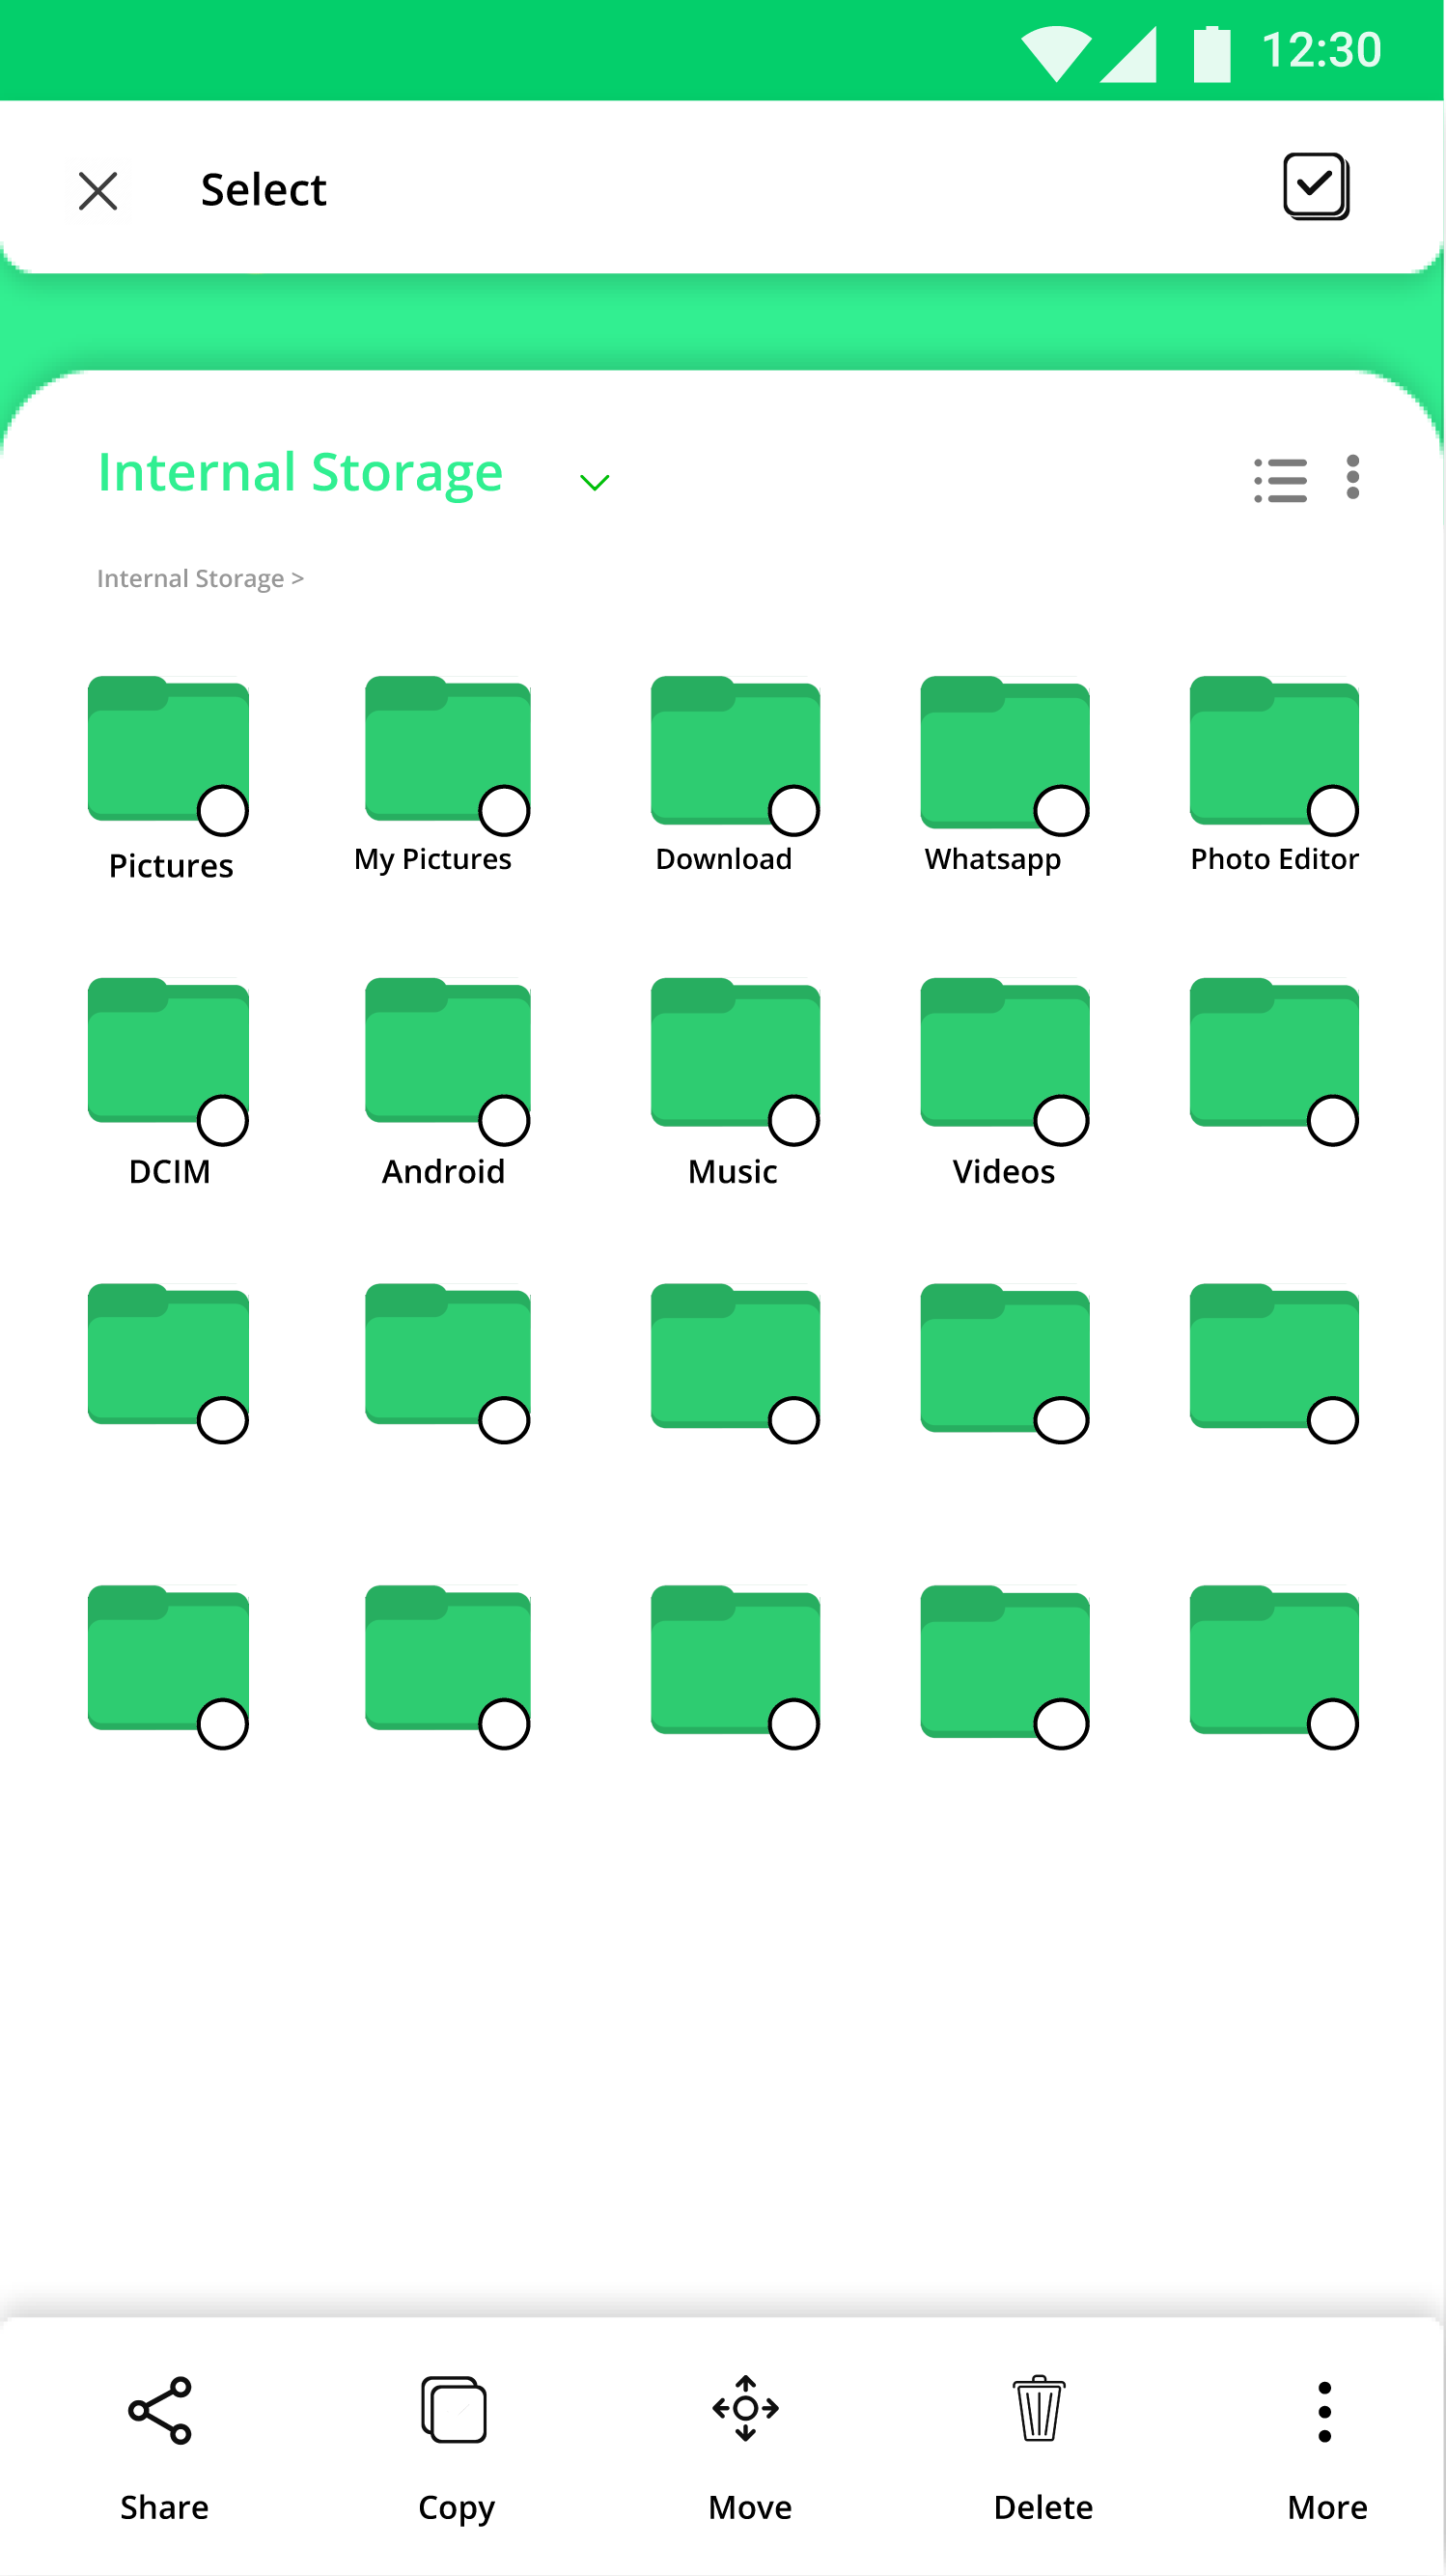 12:30
Select
Internal Storage
Internal Storage >
Pictures My Pictures Download Whatsapp Photo Editor
DCIM Android Music Videos
Share Copy Move Delete More